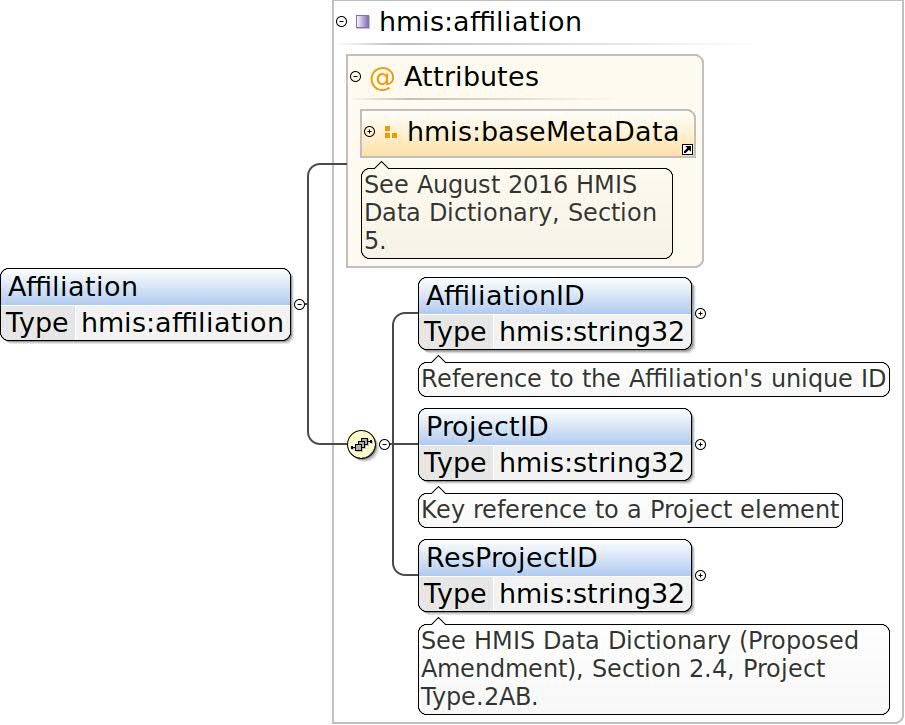 hmis:affiliation
@ Attributes
hmis:baseMetaData
See August 2016 HMIS
Data Dictionary, Section
5.
Affiliation
Type hmis:affiliation
AffiliationID
Type hmis:string32
Reference to the Affiliation's unique ID
ProjectID
Type hmis:string32
Key reference to a Project element
ResProjectID
Type hmis:string32
See HMIS Data Dictionary (Proposed
Amendment), Section 2.4, Project
Type.2AB.